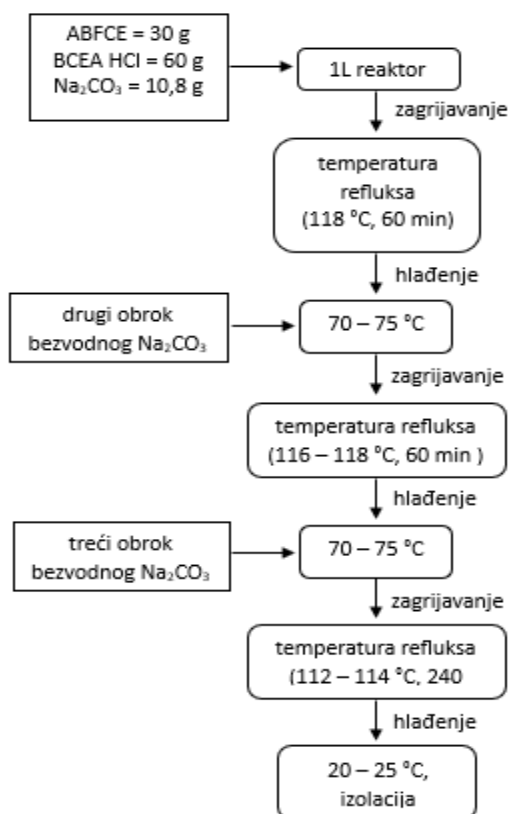 ABFCE = 30 g
BCEA HCl = 60 g
Na₂CO₃ = 10,8 g
1L reaktor
zagrijavanje
temperatura
refluksa
(118 °C, 60 min)
hlađenje
drugi obrok
bezvodnog Na₂CO₃
70 – 75 °C
zagrijavanje
temperatura refluksa
(116 – 118 °C, 60 min )
hlađenje
treći obrok
bezvodnog Na₂CO₃
70 – 75 °C
zagrijavanje
temperatura refluksa
(112 – 114 °C, 240
hlađenje
20 – 25 °C,
izolacija